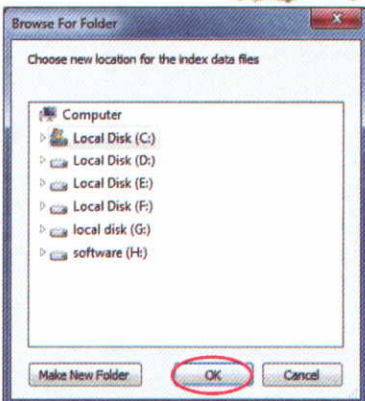 Browse For Folder
Choose new location for the index data files
Computer
Local Disk (C:)
Local Disk (D:)
Local Disk (E:)
Local Disk (F:)
local disk (G:)
software (H:)
Make New Folder OK Cancel